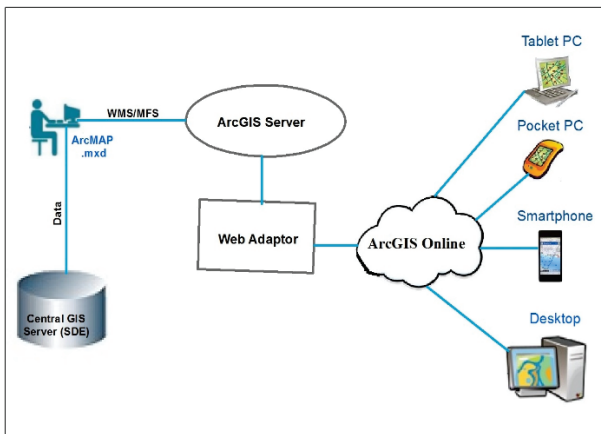 Tablet PC
WMS/MFS
ArcGIS Server
ArcMAP
.mxd
Pocket PC
Data
Smartphone
Web Adaptor
ArcGIS Online
Central GIS
Server (SDE)
Desktop